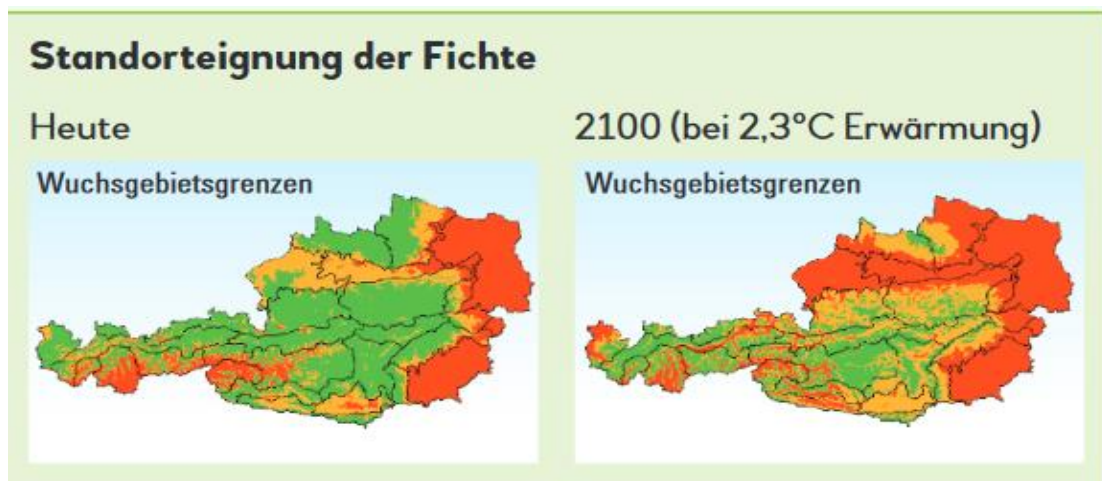 Standorteignung der Fichte
Heute
2100 (bei 2,3°C Erwärmung)
Wuchsgebietsgrenzen
Wuchsgebietsgrenzen